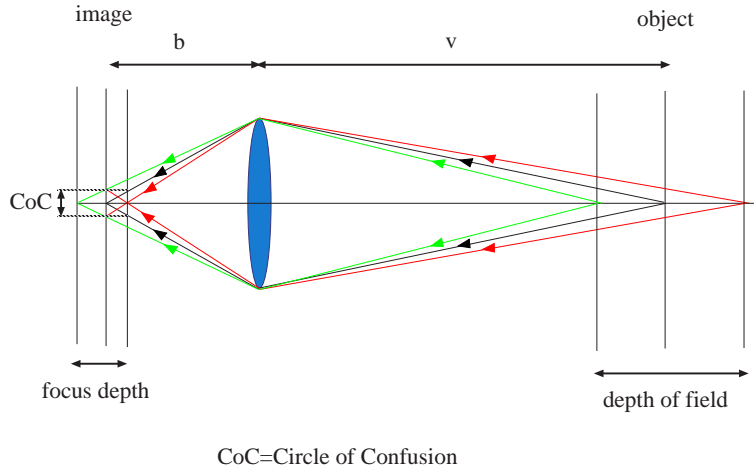 image
object
b
v
CoC
focus depth
depth of field
CoC=Circle of Confusion